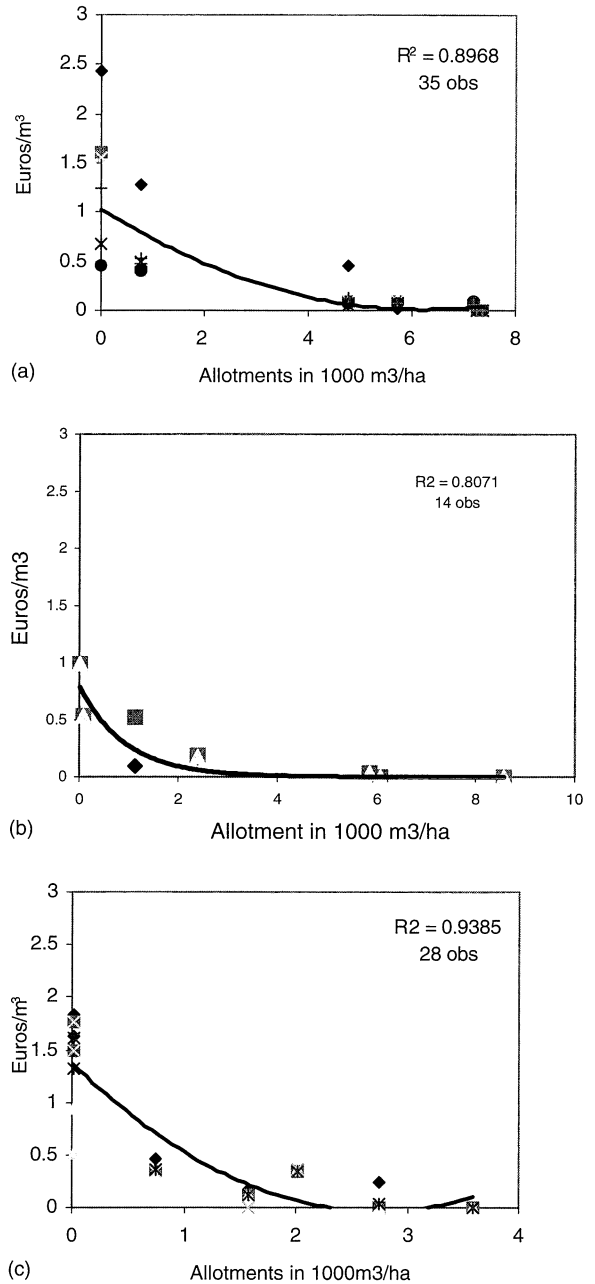 3
R² = 0.8968
35 obs
2.5
2
Euros/m³
1.5
1
0.5
0
0 2 4 6 8
(a)
Allotments in 1000 m3/ha
3
R2 = 0.8071
14 obs
2.5
2
Euros/m3
1.5
1
0.5
0
0 2 4 6 8 10
(b)
Allotment in 1000 m3/ha
3
R2 = 0.9385
28 obs
2.5
2
Euros/m³
1.5
1
0.5
0
0 1 2 3 4
(c)
Allotments in 1000m3/ha